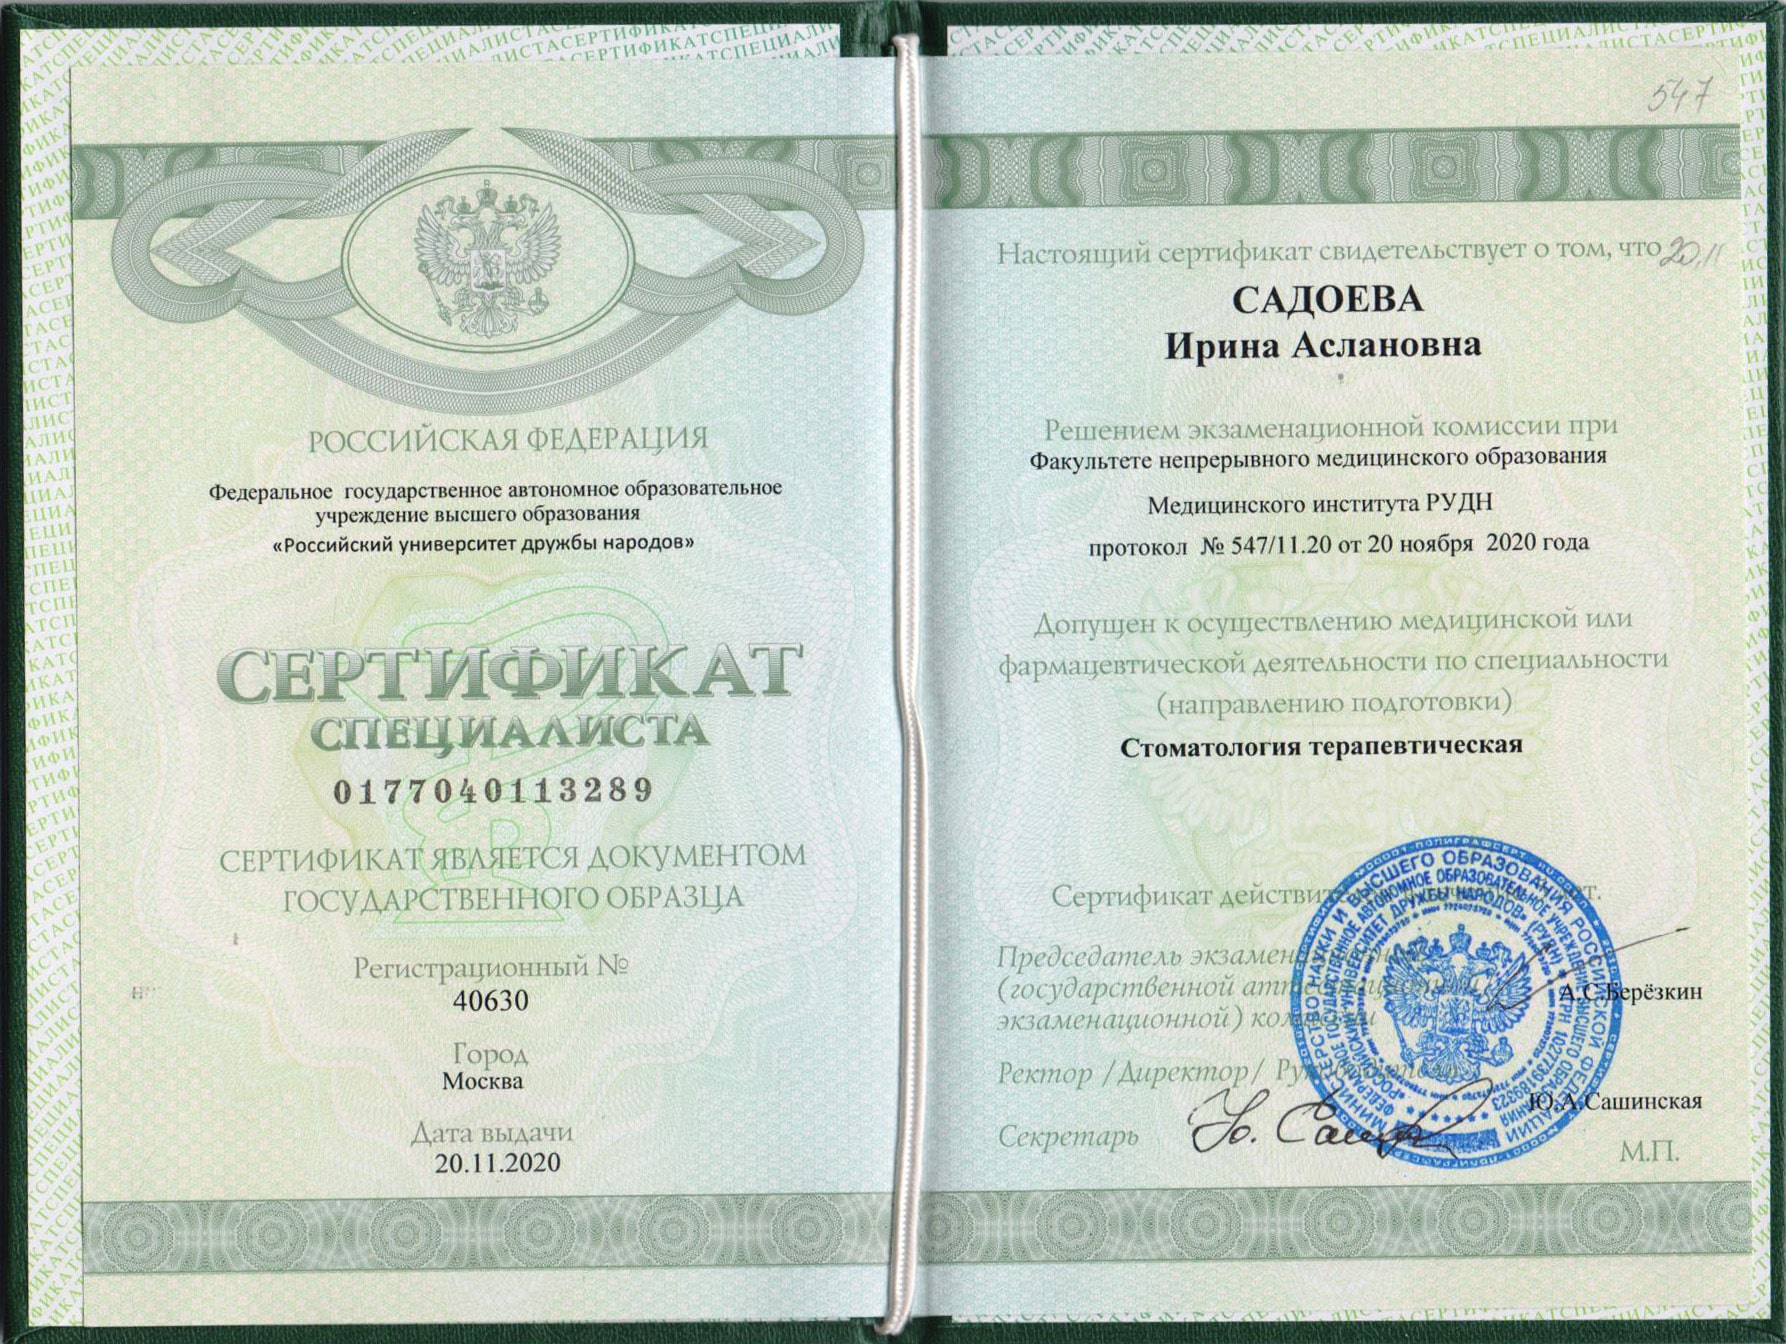 РОССИЙСКАЯ ФЕДЕРАЦИЯ
Федеральное государственное автономное образовательное
учреждение высшего образования
«Российский университет дружбы народов»
СЕРТИФИКАТ
СПЕЦИАЛИСТА
0177040113289
СЕРТИФИКАТ ЯВЛЯЕТСЯ ДОКУМЕНТОМ
ГОСУДАРСТВЕННОГО ОБРАЗЦА
Регистрационный №
40630
Город
Москва
Дата выдачи
20.11.2020
547
Настоящий сертификат свидетельствует о том, что 20.11
САДОЕВА
Ирина Аслановна
Решением экзаменационной комиссии при
Факультете непрерывного медицинского образования
Медицинского института РУДН
протокол № 547/11.20 от 20 ноября 2020 года
Допущен к осуществлению медицинской или
фармацевтической деятельности по специальности
(направлению подготовки)
Стоматология терапевтическая
Сертификат
Председатель
(государственной
экзаменационной) комиссии
А.С.Берёзкин
Ректор /Директор/ Руководитель
Ю.А.Сашинская
Секретарь
М.П.